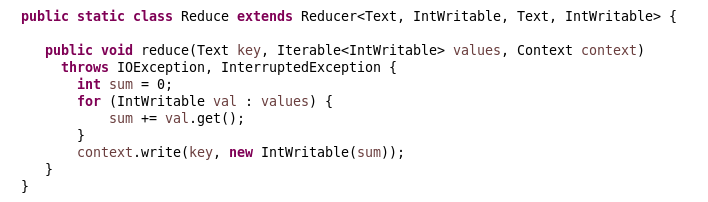 public static class Reduce extends Reducer<Text, IntWritable, Text, IntWritable> {
public void reduce(Text key, Iterable<IntWritable> values, Context context)
throws IOException, InterruptedException {
int sum = 0;
for (IntWritable val : values) {
sum += val.get();
}
context.write(key, new IntWritable(sum));
}
}